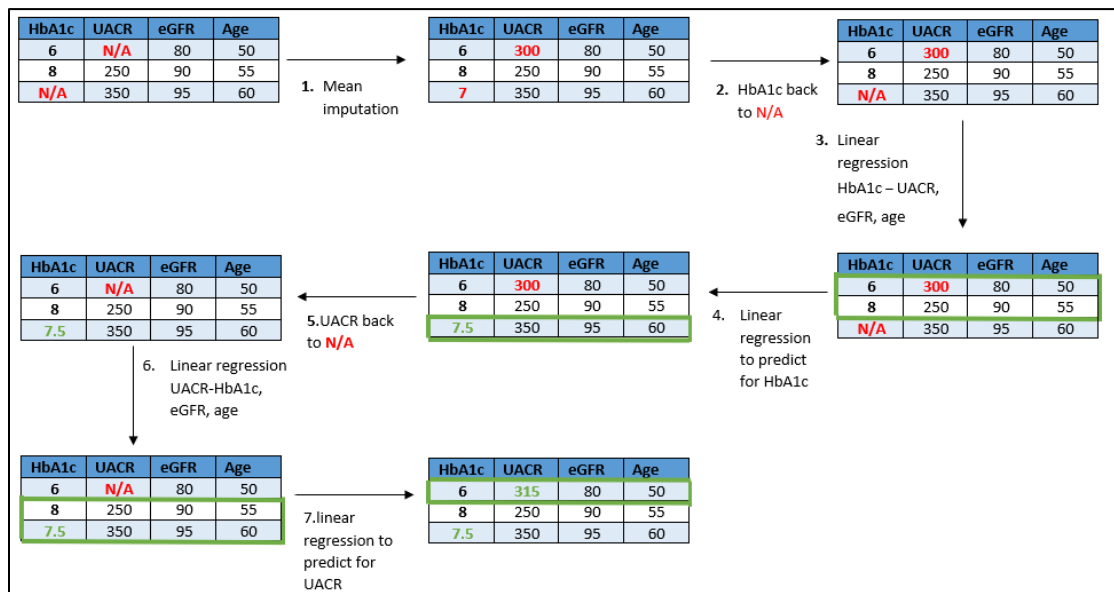 HbA1c UACR eGFR Age
6 N/A 80 50
8 250 90 55
N/A 350 95 60
1. Mean
imputation
HbA1c UACR eGFR Age
6 300 80 50
8 250 90 55
7 350 95 60
2. HbA1c back
to N/A
HbA1c UACR eGFR Age
6 300 80 50
8 250 90 55
N/A 350 95 60
3. Linear
regression
HbA1c – UACR,
eGFR, age
HbA1c UACR eGFR Age
6 300 80 50
8 250 90 55
N/A 350 95 60
4. Linear
regression
to predict
for HbA1c
HbA1c UACR eGFR Age
6 300 80 50
8 250 90 55
7.5 350 95 60
5.UACR back
to N/A
HbA1c UACR eGFR Age
6 N/A 80 50
8 250 90 55
7.5 350 95 60
6. Linear regression
UACR-HbA1c,
eGFR, age
HbA1c UACR eGFR Age
6 N/A 80 50
8 250 90 55
7.5 350 95 60
7.linear
regression to
predict for
UACR
HbA1c UACR eGFR Age
6 315 80 50
8 250 90 55
7.5 350 95 60